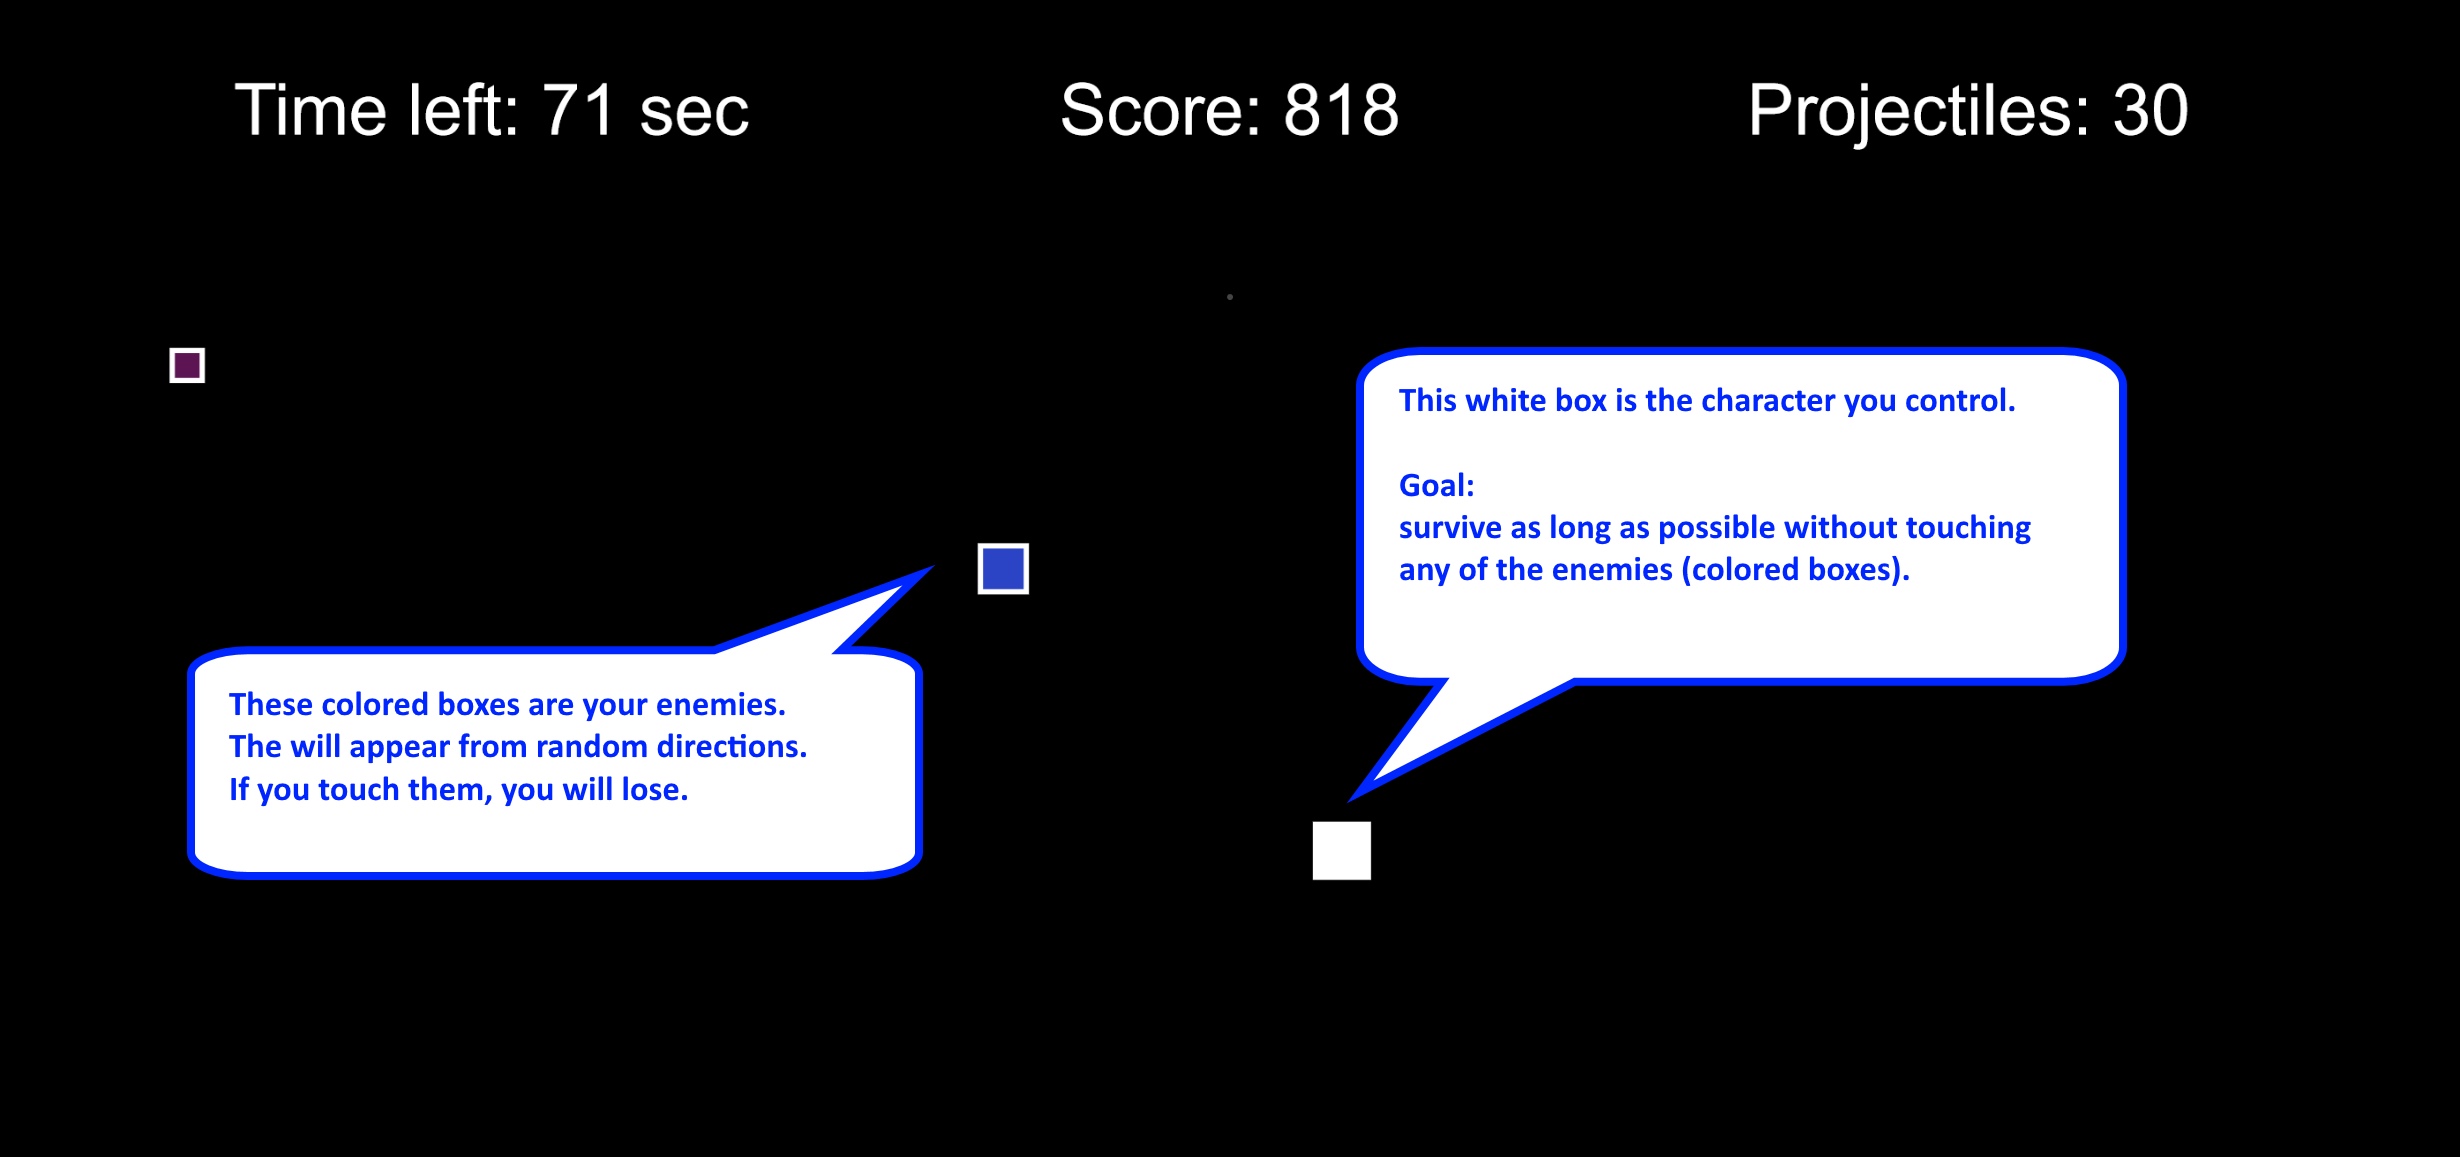 Time left: 71 sec
Score: 818
Projectiles: 30
This white box is the character you control.
Goal:
survive as long as possible without touching
any of the enemies (colored boxes).
These colored boxes are your enemies.
The will appear from random directions.
If you touch them, you will lose.